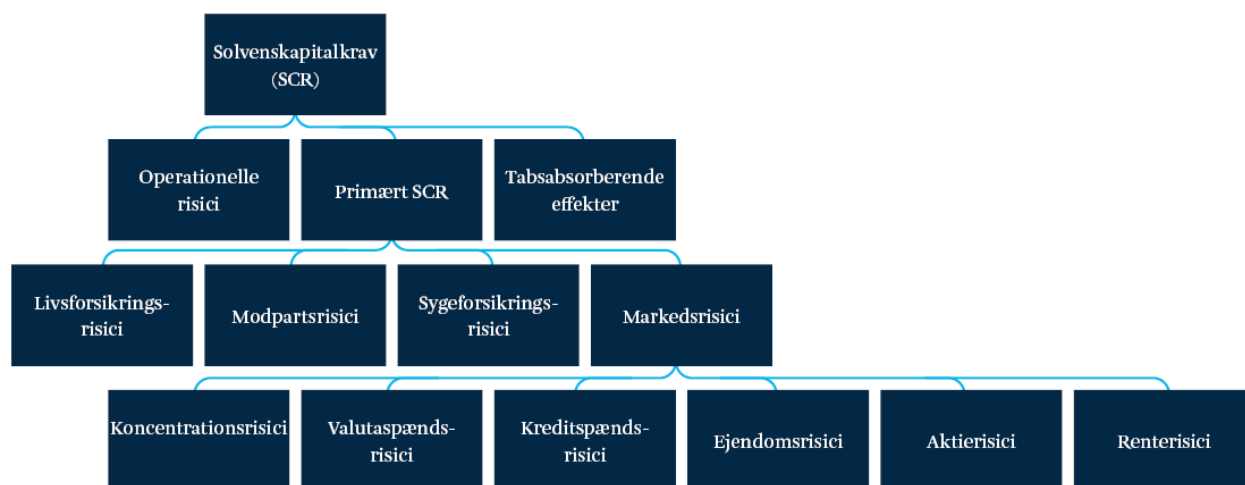 Solvenskapitalkrav
(SCR)
Operationelle
risici
Primært SCR
Tabsabsorberende
effekter
Livsforsikrings-
risici
Modpartsrisici
Sygeforsikrings-
risici
Markedsrisici
Koncentrationsrisici
Valutaspænds-
risici
Kreditspænds-
risici
Ejendomsrisici
Aktierisici
Renterisici